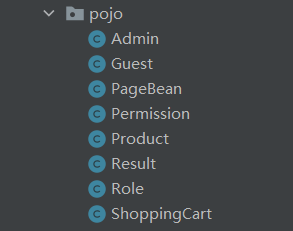 pojo
Admin
Guest
PageBean
Permission
Product
Result
Role
ShoppingCart